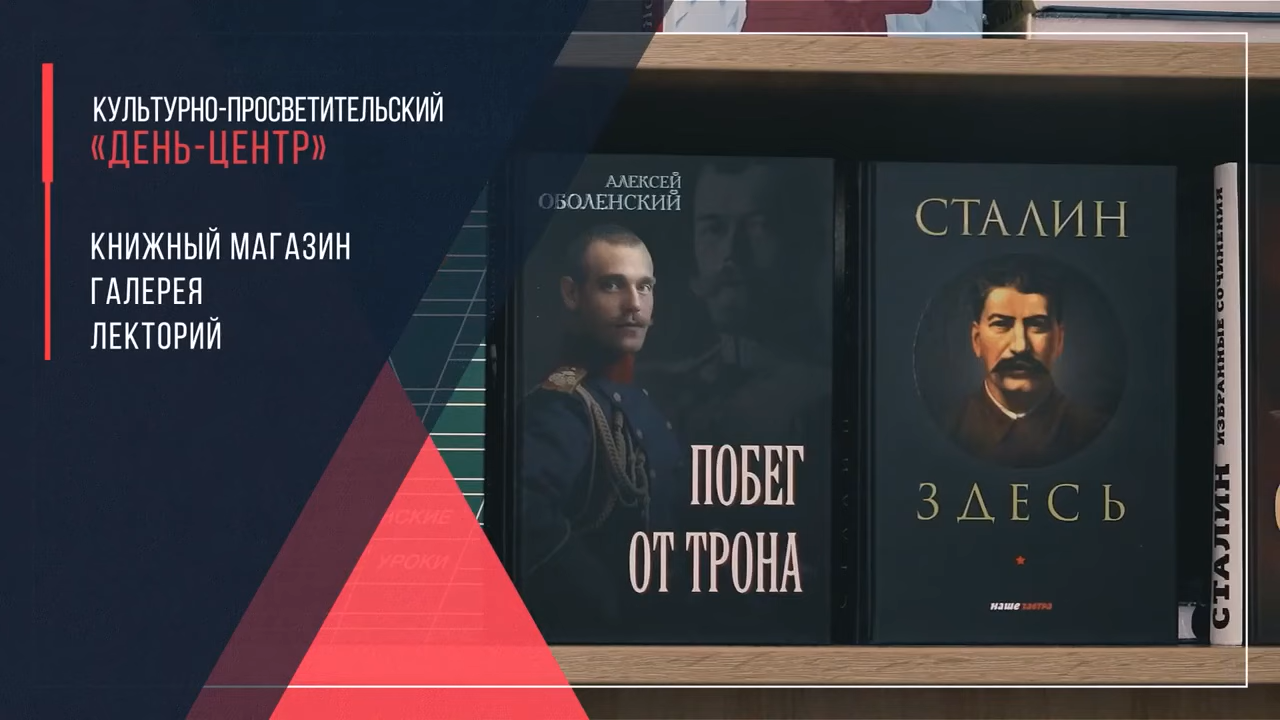 КУЛЬТУРНО-ПРОСВЕТИТЕЛЬСКИЙ
«ДЕНЬ-ЦЕНТР»
КНИЖНЫЙ МАГАЗИН
ГАЛЕРЕЯ
ЛЕКТОРИЙ
АЛЕКСЕЙ
ОБОЛЕНСКИЙ
ПОБЕГ
ОТ ТРОНА
СТАЛИН
ЗДЕСЬ
наше завтра
СТАЛИН ИЗБРАННЫЕ СОЧИНЕНИЯ
УРОКИ